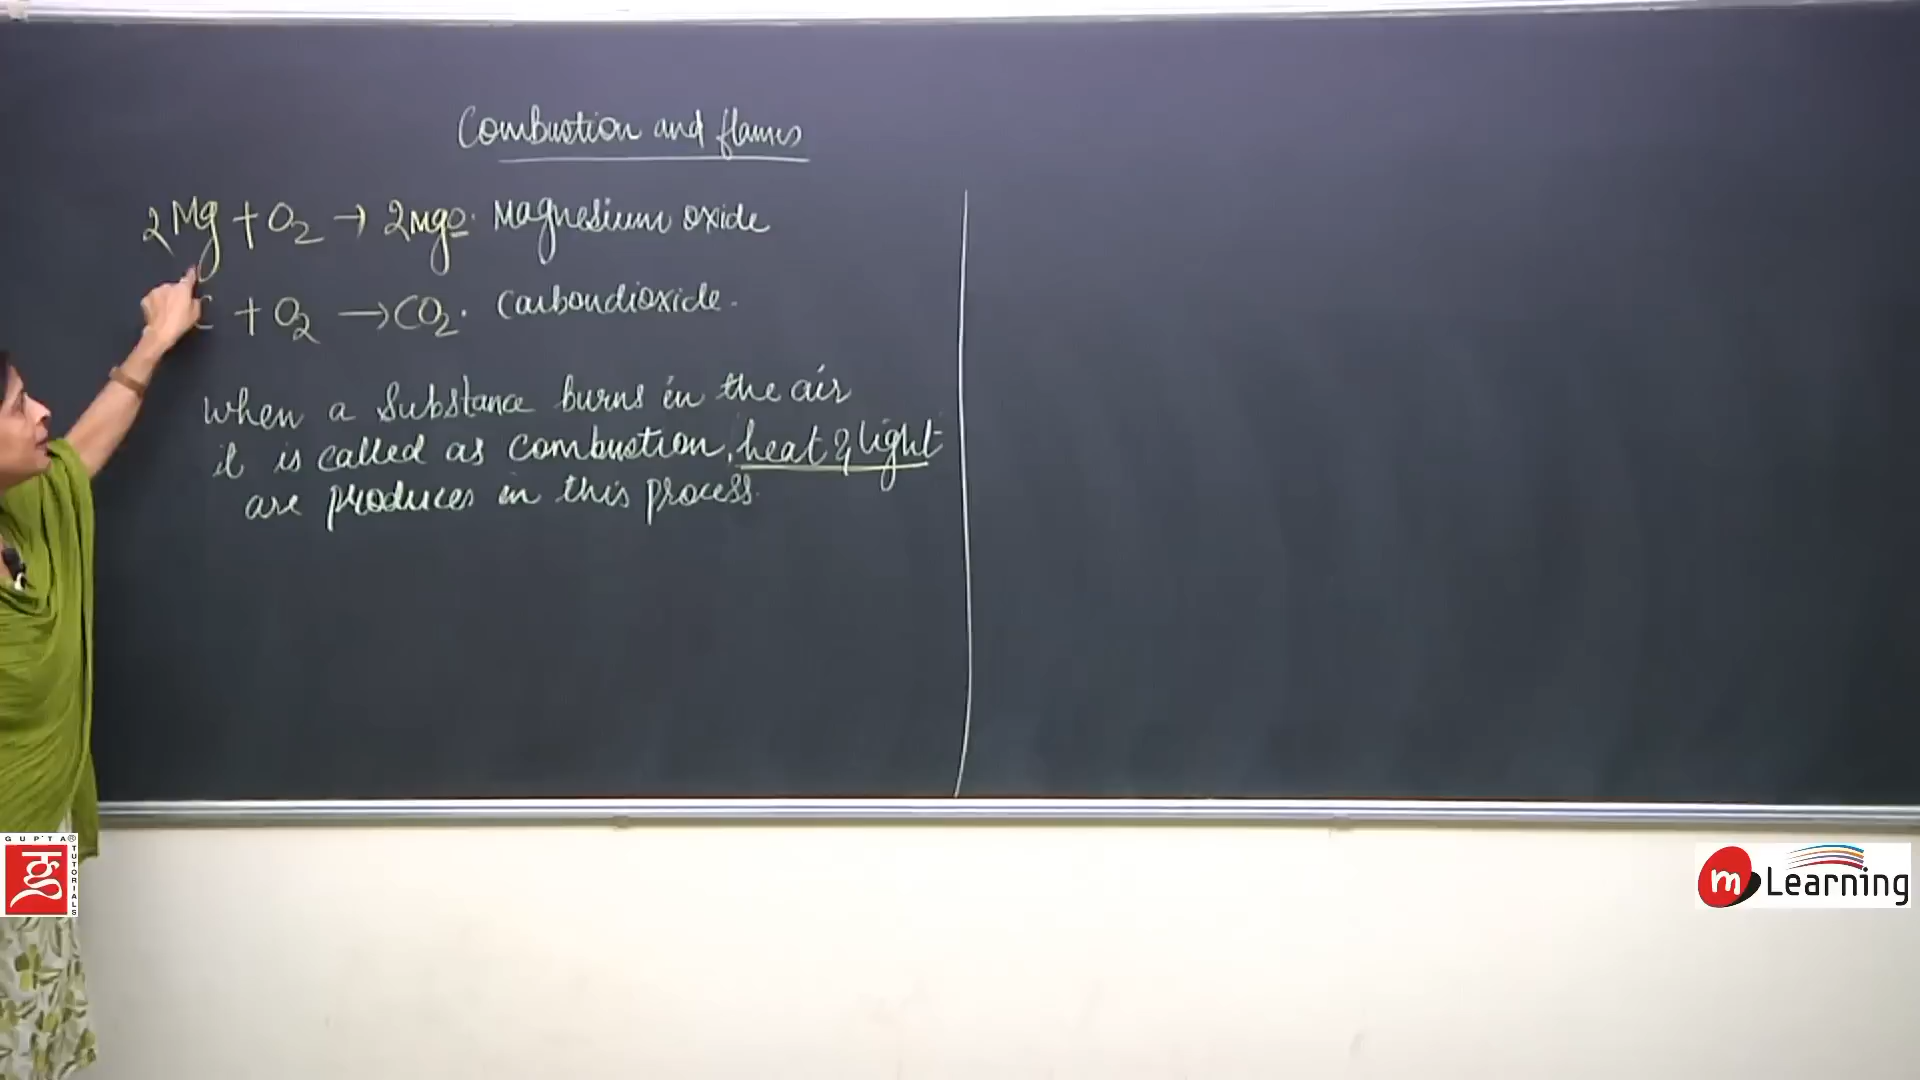 Combustion and flames
2Mg + O2 → 2MgO. Magnesium oxide
C + O2 → CO2. Carbondioxide.
When a substance burns in the air
it is called as combustion, heat & light
are produces in this process.
GUPTA®
TUTORIALS
m Learning